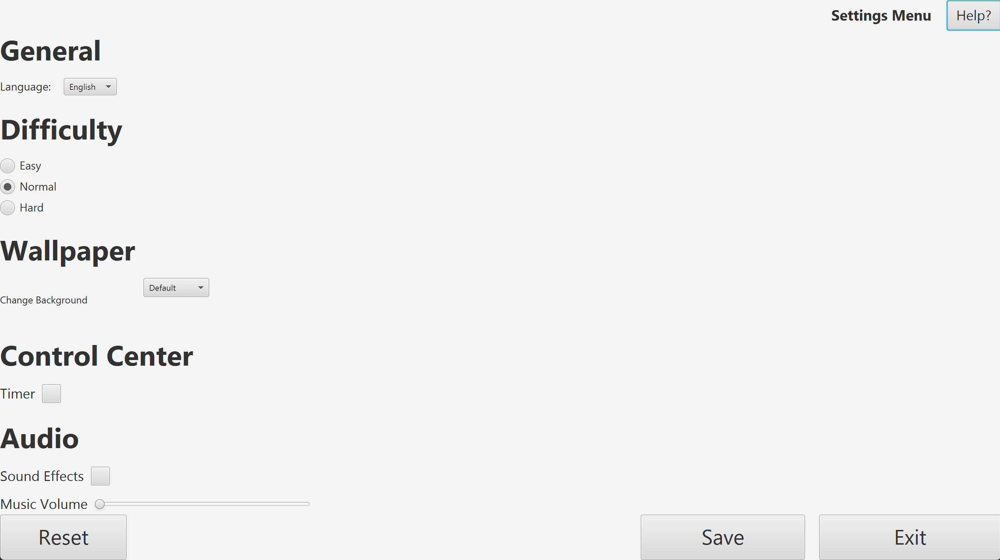 Settings Menu
Help?
General
Language:
English
Difficulty
Easy
Normal
Hard
Wallpaper
Default
Change Background
Control Center
Timer
Audio
Sound Effects
Music Volume
Reset
Save
Exit